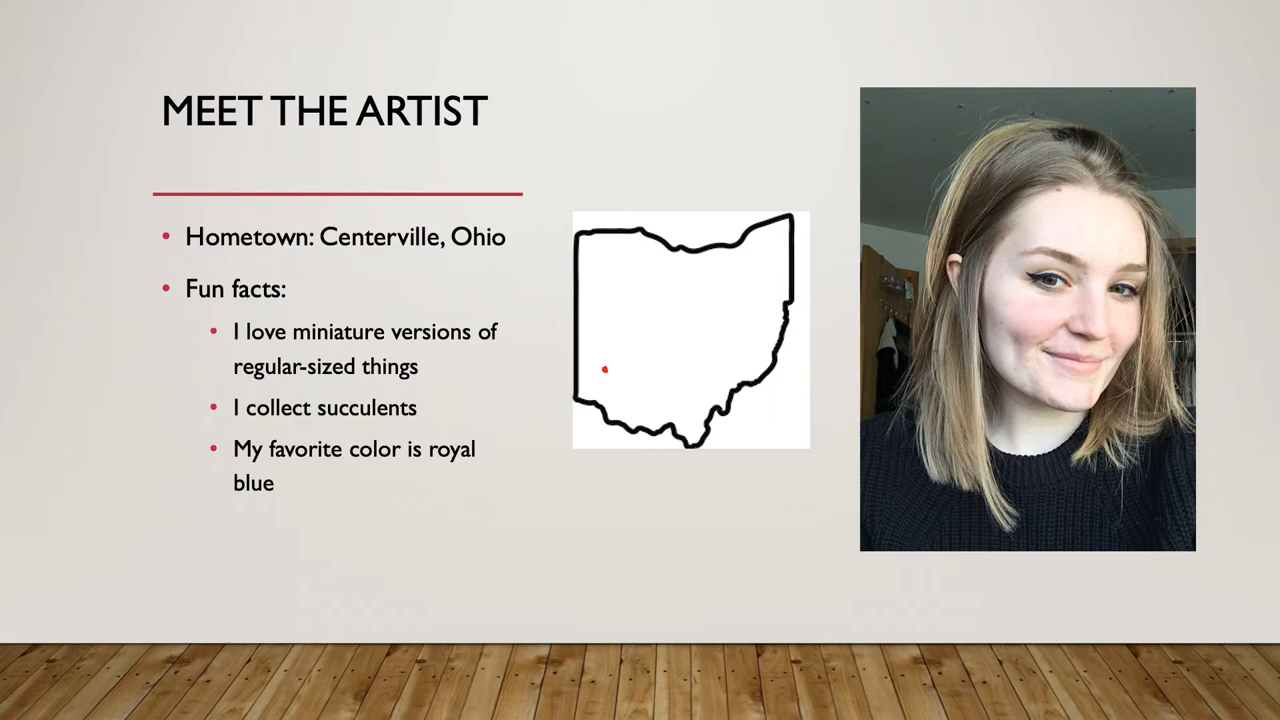 MEET THE ARTIST
• Hometown: Centerville, Ohio
• Fun facts:
• I love miniature versions of
regular-sized things
• I collect succulents
• My favorite color is royal
blue